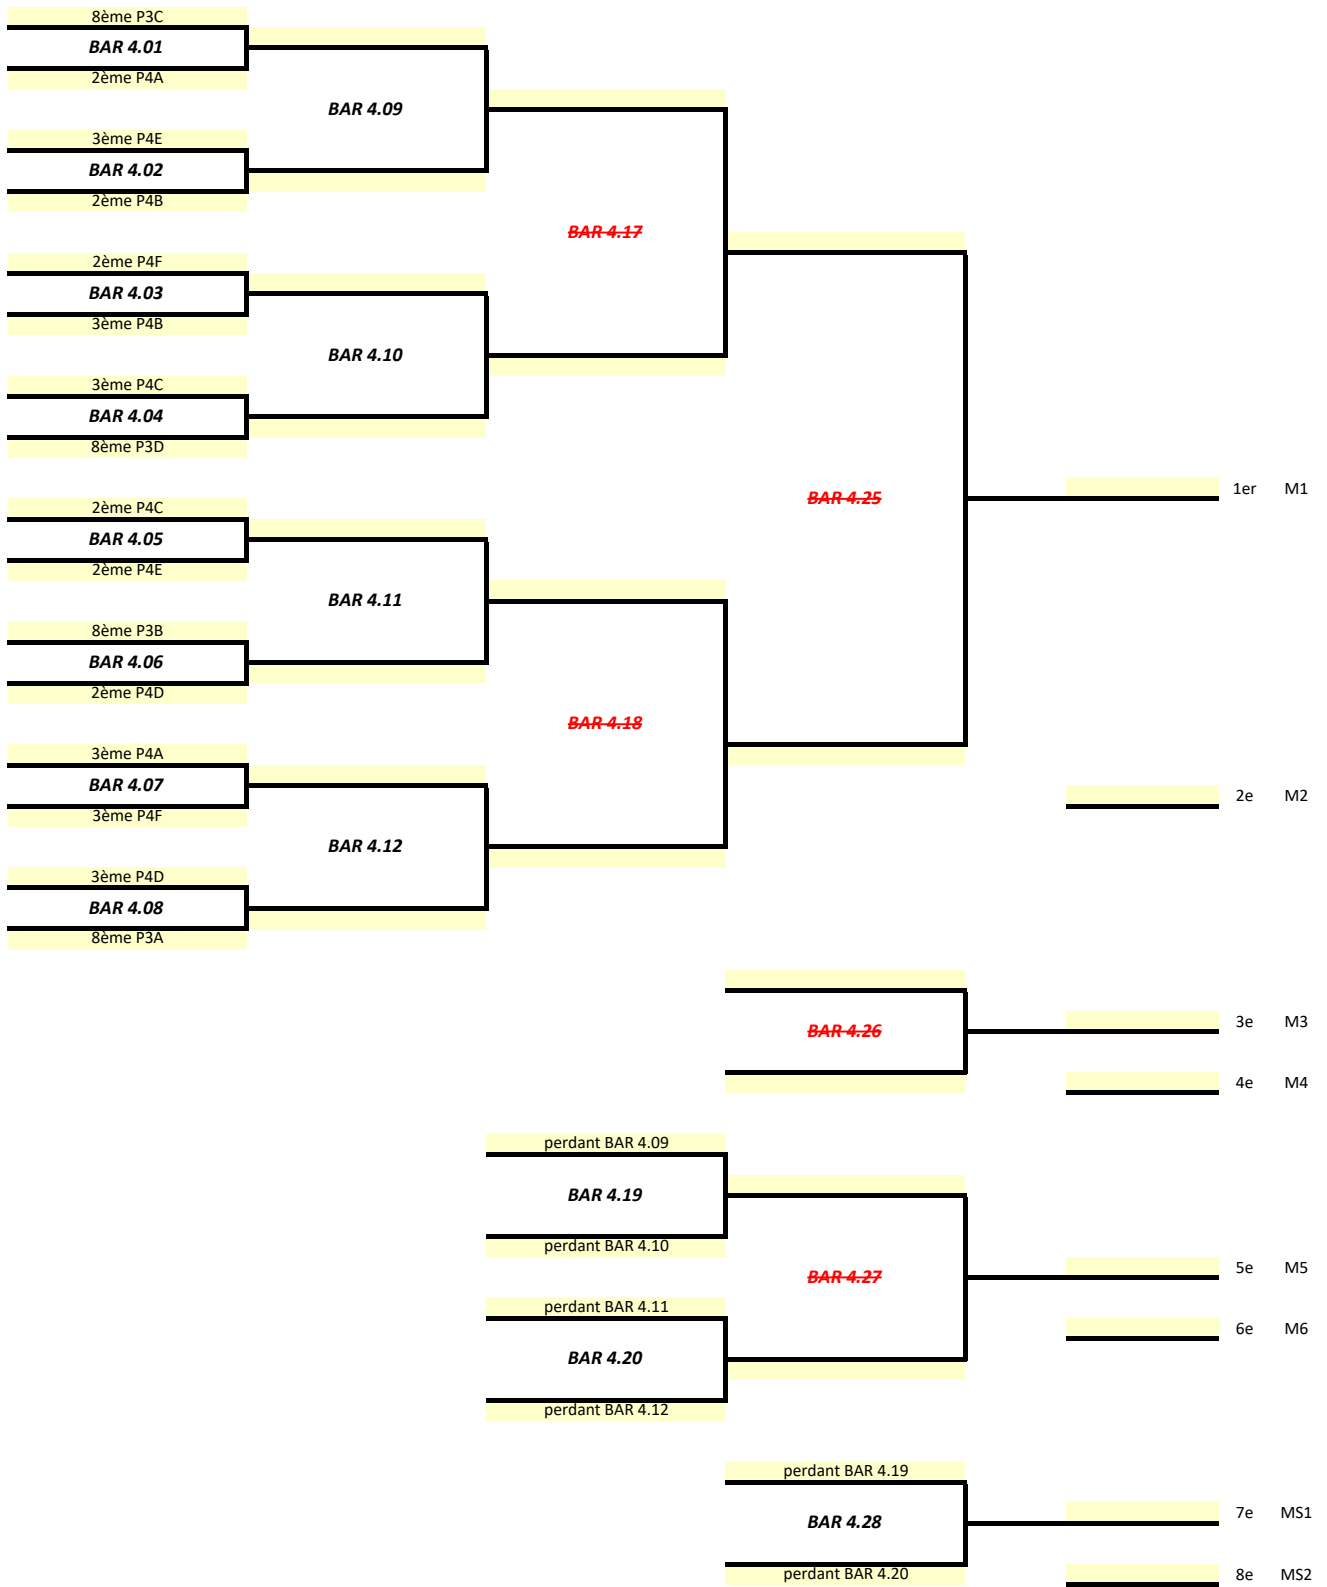 8ème P3C
BAR 4.01
2ème P4A
BAR 4.09
3ème P4E
BAR 4.02
2ème P4B
BAR 4.17
2ème P4F
BAR 4.03
3ème P4B
BAR 4.10
3ème P4C
BAR 4.04
8ème P3D
BAR 4.25
1er M1
2ème P4C
BAR 4.05
2ème P4E
BAR 4.11
8ème P3B
BAR 4.06
2ème P4D
BAR 4.18
3ème P4A
BAR 4.07
3ème P4F
2e M2
BAR 4.12
3ème P4D
BAR 4.08
8ème P3A
BAR 4.26
3e M3
4e M4
perdant BAR 4.09
BAR 4.19
perdant BAR 4.10
BAR 4.27
5e M5
perdant BAR 4.11
6e M6
BAR 4.20
perdant BAR 4.12
perdant BAR 4.19
BAR 4.28
7e MS1
perdant BAR 4.20
8e MS2